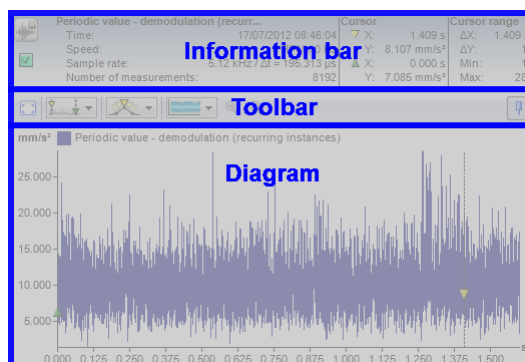 Periodic value - demodulation (recurr... Cursor Cursor range
Time: 17/07/2012 08:46:04 X: 1.409 s ΔX: 1.409
Speed: Y: 8.107 mm/s² ΔY:
Information bar
Sample rate: 5.12 kHz / Δt = 195.313 µs X: 0.000 s Min:
Number of measurements: 8192 Y: 7.085 mm/s² Max: 28
Toolbar
mm/s² Periodic value - demodulation (recurring instances)
Diagram
25.000
20.000
15.000
10.000
5.000
0.000 0.125 0.250 0.375 0.500 0.625 0.750 0.875 1.000 1.125 1.250 1.375 1.500 s